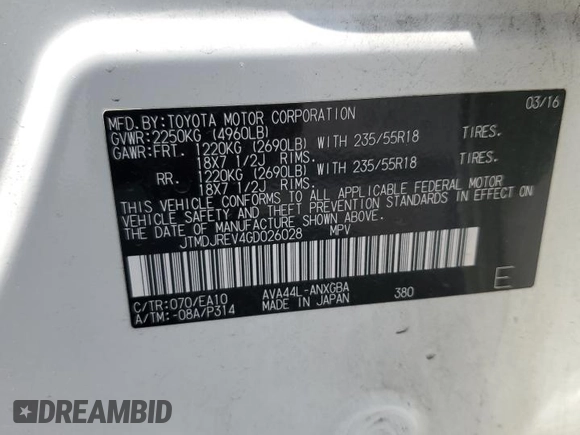 MFD.BY:TOYOTA MOTOR CORPORATION 03/16
GVWR:2250KG (4960LB)
GAWR:FRT. 1220KG (2690LB) WITH 235/55R18 TIRES.
18X7 1/2J RIMS.
RR. 1220KG (2690LB) WITH 235/55R18 TIRES.
18X7 1/2J RIMS.
THIS VEHICLE CONFORMS TO ALL APPLICABLE FEDERAL MOTOR
VEHICLE SAFETY AND THEFT PREVENTION STANDARDS IN EFFECT ON
THE DATE OF MANUFACTURE SHOWN ABOVE.
JTMDJREV4GD026028 MPV
C/TR:070/EA10 AVA44L-ANXGBA 380 E
A/TM:-08A/P314 MADE IN JAPAN
DREAMBID